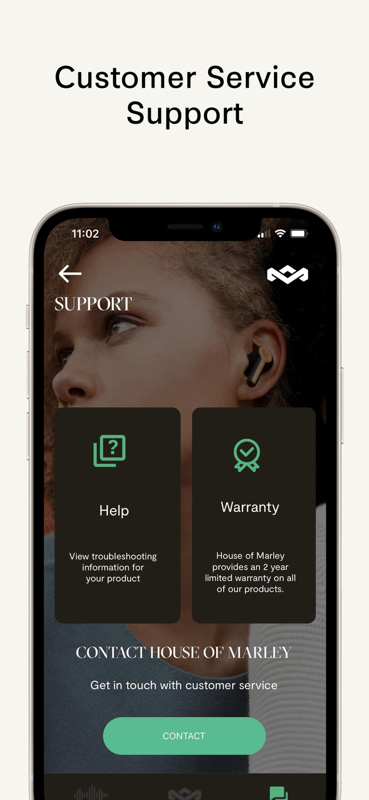 Customer Service
Support
11:02
SUPPORT
Help
View troubleshooting
information for
your product
Warranty
House of Marley
provides an 2 year
limited warranty on all
of our products.
CONTACT HOUSE OF MARLEY
Get in touch with customer service
CONTACT